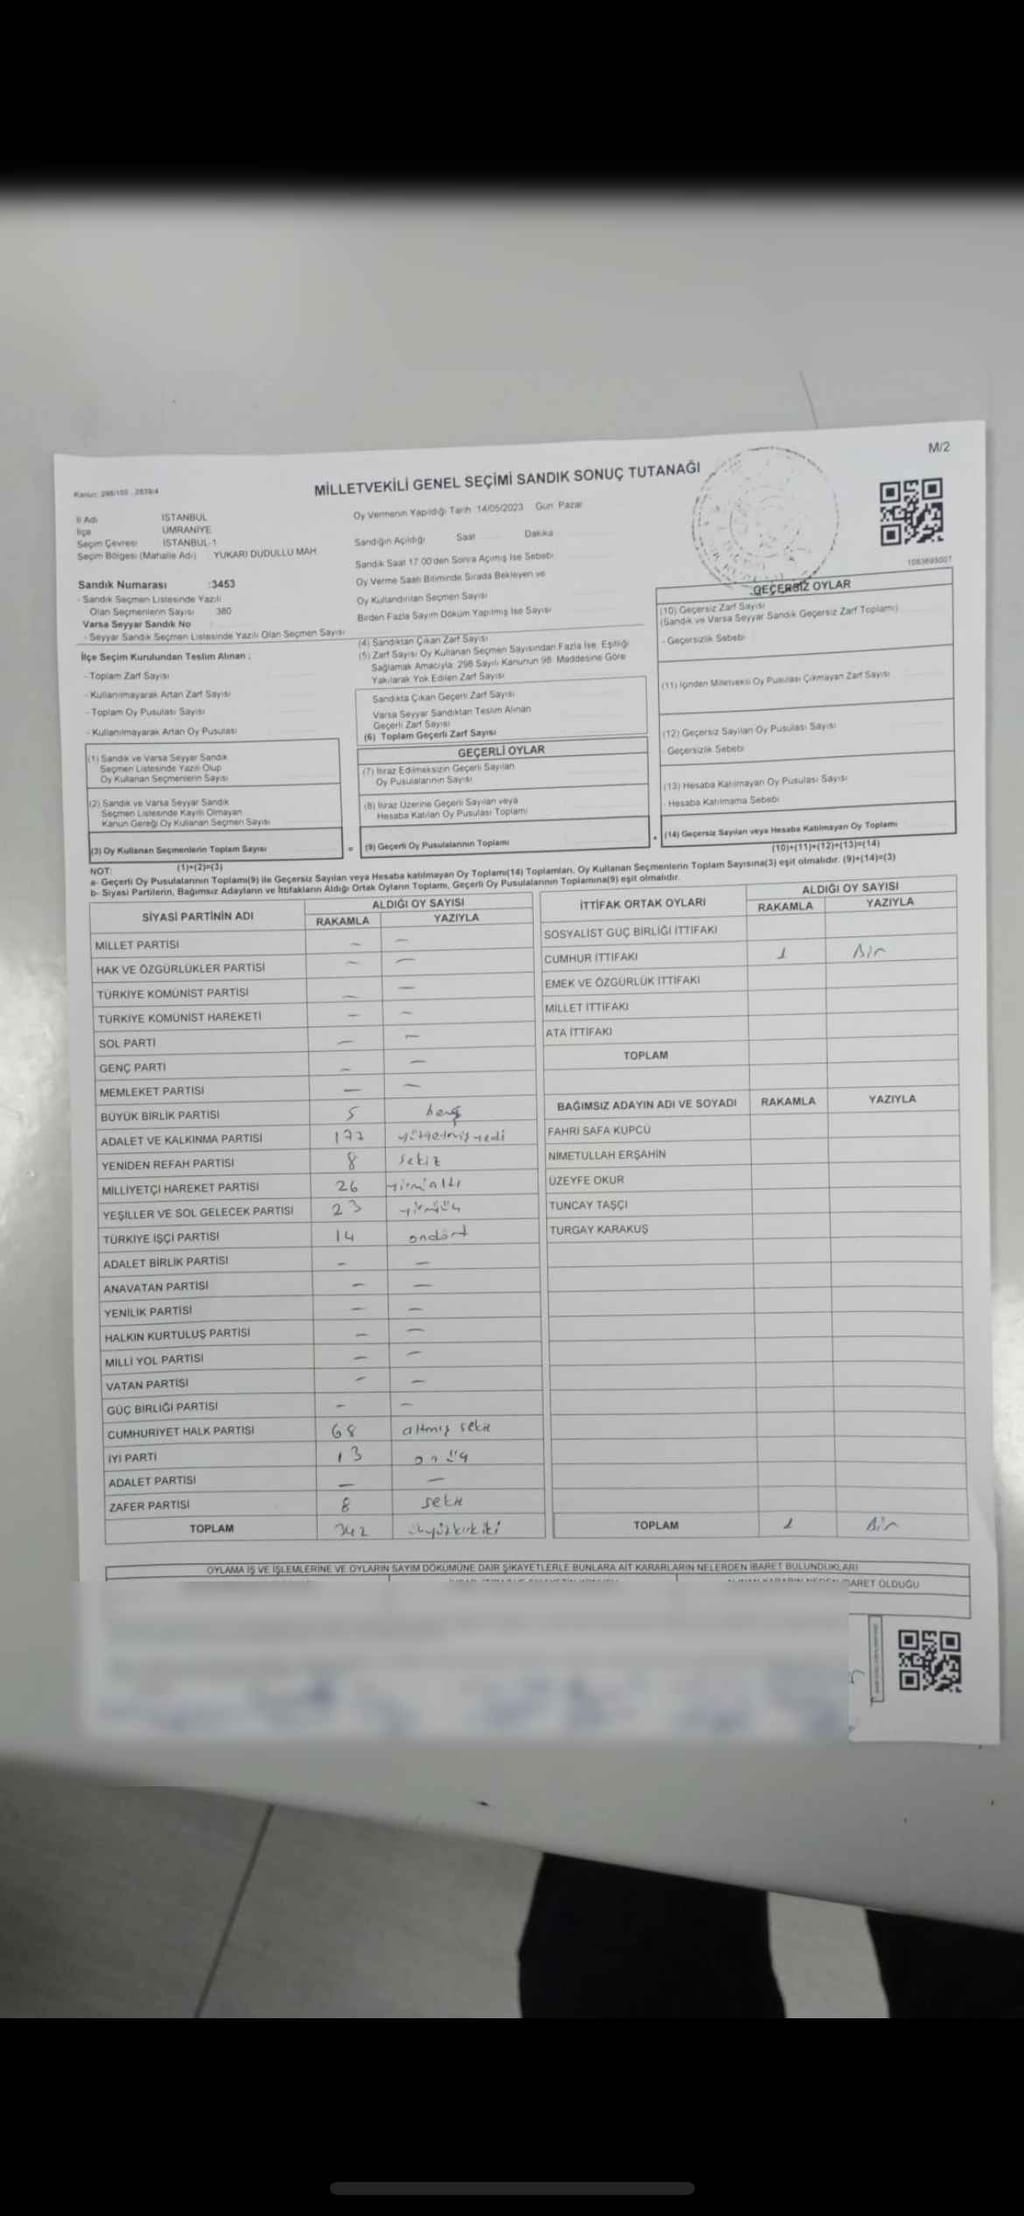 M/2
Kanun: 298/105 , 2839/4
MİLLETVEKİLİ GENEL SEÇİMİ SANDIK SONUÇ TUTANAĞI
İl Adı İSTANBUL
İlçe ÜMRANİYE
Seçim Çevresi İSTANBUL-1
Seçim Bölgesi (Mahalle Adı) YUKARI DUDULLU MAH.
Sandık Numarası :3453
- Sandık Seçmen Listesinde Yazılı
Olan Seçmenlerin Sayısı 380
Varsa Seyyar Sandık No
- Seyyar Sandık Seçmen Listesinde Yazılı Olan Seçmen Sayısı
Oy Vermenin Yapıldığı Tarih 14/05/2023 Gün: Pazar
Sandığın Açıldığı Saat Dakika
Sandık Saat 17.00'den Sonra Açılmış İse Sebebi
Oy Verme Saati Bitiminde Sırada Bekleyen ve
Oy Kullandırılan Seçmen Sayısı
Birden Fazla Sayım Döküm Yapılmış İse Sayısı
1083695001
İlçe Seçim Kurulundan Teslim Alınan :
- Toplam Zarf Sayısı
- Kullanılmayarak Artan Zarf Sayısı
- Toplam Oy Pusulası Sayısı
- Kullanılmayarak Artan Oy Pusulası
(4) Sandıktan Çıkan Zarf Sayısı
(5) Zarf Sayısı Oy Kullanan Seçmen Sayısından Fazla İse, Eşitliği
Sağlamak Amacıyla 298 Sayılı Kanunun 98. Maddesine Göre
Yakılarak Yok Edilen Zarf Sayısı
Sandıkta Çıkan Geçerli Zarf Sayısı
Varsa Seyyar Sandıktan Teslim Alınan
Geçerli Zarf Sayısı
(6) Toplam Geçerli Zarf Sayısı
GEÇERSİZ OYLAR
(10) Geçersiz Zarf Sayısı
(Sandık ve Varsa Seyyar Sandık Geçersiz Zarf Toplamı)
- Geçersizlik Sebebi
(11) İçinden Milletvekili Oy Pusulası Çıkmayan Zarf Sayısı
(12) Geçersiz Sayılan Oy Pusulası Sayısı
Geçersizlik Sebebi
(13) Hesaba Katılmayan Oy Pusulası Sayısı
- Hesaba Katılmama Sebebi
(14) Geçersiz Sayılan veya Hesaba Katılmayan Oy Toplamı
(10)+(11)+(12)+(13)=(14)
(1) Sandık ve Varsa Seyyar Sandık
Seçmen Listesinde Yazılı Olup
Oy Kullanan Seçmenlerin Sayısı
(2) Sandık ve Varsa Seyyar Sandık
Seçmen Listesinde Kayıtlı Olmayan
Kanun Gereği Oy Kullanan Seçmen Sayısı
(3) Oy Kullanan Seçmenlerin Toplam Sayısı =
(1)+(2)=(3)
GEÇERLİ OYLAR
(7) İtiraz Edilmeksizin Geçerli Sayılan
Oy Pusulalarının Sayısı
(8) İtiraz Üzerine Geçerli Sayılan veya
Hesaba Katılan Oy Pusulası Toplamı
(9) Geçerli Oy Pusulalarının Toplamı +
NOT:
a- Geçerli Oy Pusulalarının Toplamı(9) ile Geçersiz Sayılan veya Hesaba katılmayan Oy Toplamı(14) Toplamları, Oy Kullanan Seçmenlerin Toplam Sayısına(3) eşit olmalıdır. (9)+(14)=(3)
b- Siyasi Partilerin, Bağımsız Adayların ve İttifakların Aldığı Ortak Oyların Toplamı, Geçerli Oy Pusulalarının Toplamına(9) eşit olmalıdır.
SİYASİ PARTİNİN ADI ALDIĞI OY SAYISI
RAKAMLA YAZIYLA
MİLLET PARTİSİ — —
HAK VE ÖZGÜRLÜKLER PARTİSİ — —
TÜRKİYE KOMÜNİST PARTİSİ — —
TÜRKİYE KOMÜNİST HAREKETİ — —
SOL PARTİ — —
GENÇ PARTİ — —
MEMLEKET PARTİSİ — —
BÜYÜK BİRLİK PARTİSİ 5 beş
ADALET VE KALKINMA PARTİSİ 177 yüzyetmişyedi
YENİDEN REFAH PARTİSİ 8 sekiz
MİLLİYETÇİ HAREKET PARTİSİ 26 yirmialtı
YEŞİLLER VE SOL GELECEK PARTİSİ 23 yirmiüç
TÜRKİYE İŞÇİ PARTİSİ 14 ondört
ADALET BİRLİK PARTİSİ — —
ANAVATAN PARTİSİ — —
YENİLİK PARTİSİ — —
HALKIN KURTULUŞ PARTİSİ — —
MİLLİ YOL PARTİSİ — —
VATAN PARTİSİ — —
GÜÇ BİRLİĞİ PARTİSİ — —
CUMHURİYET HALK PARTİSİ 68 altmış sekiz
İYİ PARTİ 13 onüç
ADALET PARTİSİ — —
ZAFER PARTİSİ 8 sekiz
TOPLAM 342 üçyüzkırkiki
İTTİFAK ORTAK OYLARI ALDIĞI OY SAYISI
RAKAMLA YAZIYLA
SOSYALİST GÜÇ BİRLİĞİ İTTİFAKI
CUMHUR İTTİFAKI 1 Bir
EMEK VE ÖZGÜRLÜK İTTİFAKI
MİLLET İTTİFAKI
ATA İTTİFAKI
TOPLAM
BAĞIMSIZ ADAYIN ADI VE SOYADI RAKAMLA YAZIYLA
FAHRİ SAFA KÜPCÜ
NİMETULLAH ERŞAHİN
ÜZEYFE OKUR
TUNCAY TAŞÇI
TURGAY KARAKUŞ
TOPLAM 1 Bir
OYLAMA İŞ VE İŞLEMLERİNE VE OYLARIN SAYIM DÖKÜMÜNE DAİR ŞİKAYETLERLE BUNLARA AİT KARARLARIN NELERDEN İBARET BULUNDUKLARI
OLDUĞU